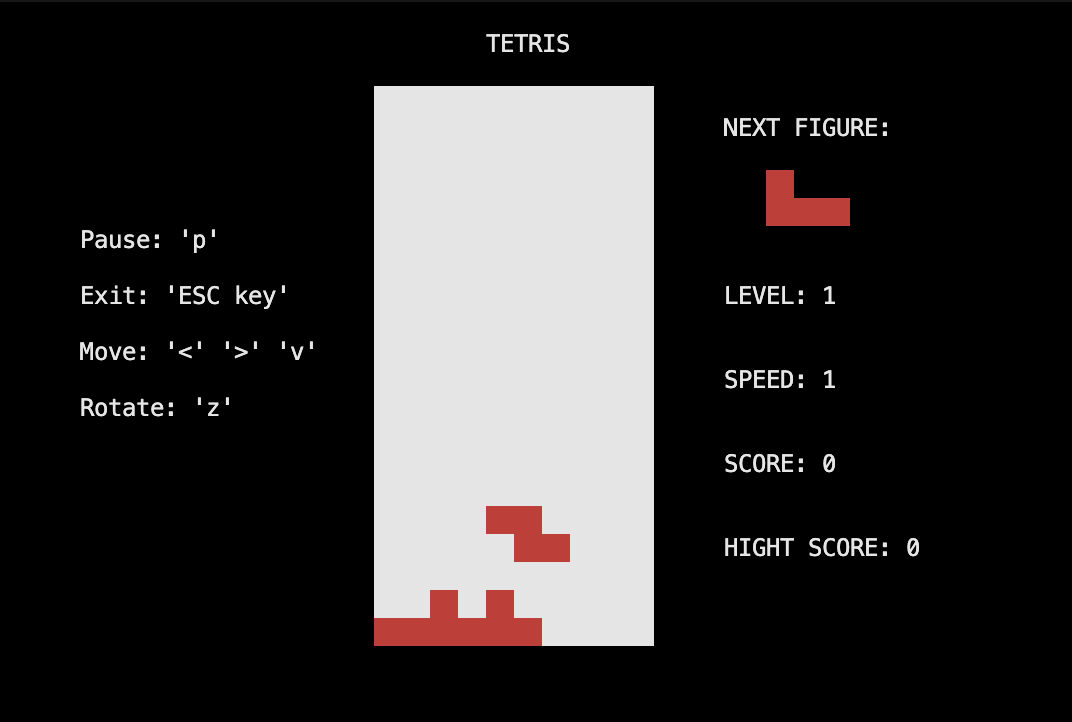 TETRIS
Pause: 'p'
Exit: 'ESC key'
Move: '<' '>' 'v'
Rotate: 'z'
NEXT FIGURE:
LEVEL: 1
SPEED: 1
SCORE: 0
HIGHT SCORE: 0